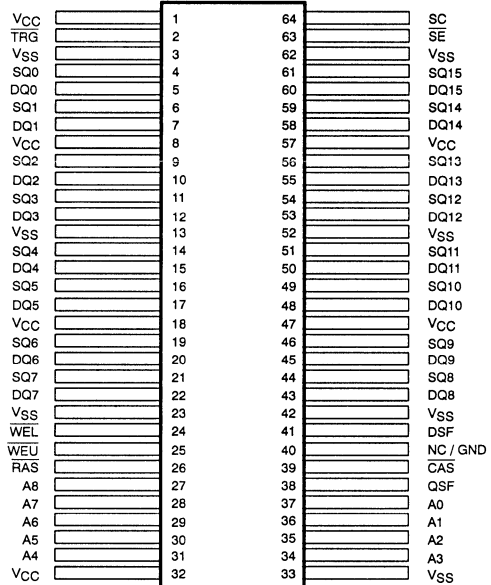 VCC 1 64 SC
TRG 2 63 SE
VSS 3 62 VSS
SQ0 4 61 SQ15
DQ0 5 60 DQ15
SQ1 6 59 SQ14
DQ1 7 58 DQ14
VCC 8 57 VCC
SQ2 9 56 SQ13
DQ2 10 55 DQ13
SQ3 11 54 SQ12
DQ3 12 53 DQ12
VSS 13 52 VSS
SQ4 14 51 SQ11
DQ4 15 50 DQ11
SQ5 16 49 SQ10
DQ5 17 48 DQ10
VCC 18 47 VCC
SQ6 19 46 SQ9
DQ6 20 45 DQ9
SQ7 21 44 SQ8
DQ7 22 43 DQ8
VSS 23 42 VSS
WEL 24 41 DSF
WEU 25 40 NC / GND
RAS 26 39 CAS
A8 27 38 QSF
A7 28 37 A0
A6 29 36 A1
A5 30 35 A2
A4 31 34 A3
VCC 32 33 VSS